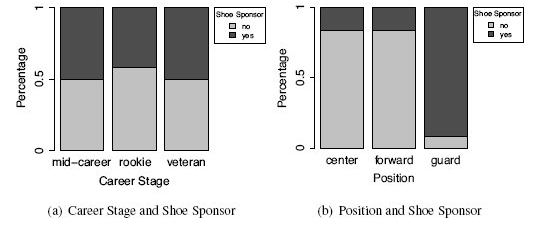 Shoe Sponsor
no
yes
Percentage
1
0.5
0
mid-career rookie veteran
Career Stage
(a) Career Stage and Shoe Sponsor
Shoe Sponsor
no
yes
Percentage
1
0.5
0
center forward guard
Position
(b) Position and Shoe Sponsor